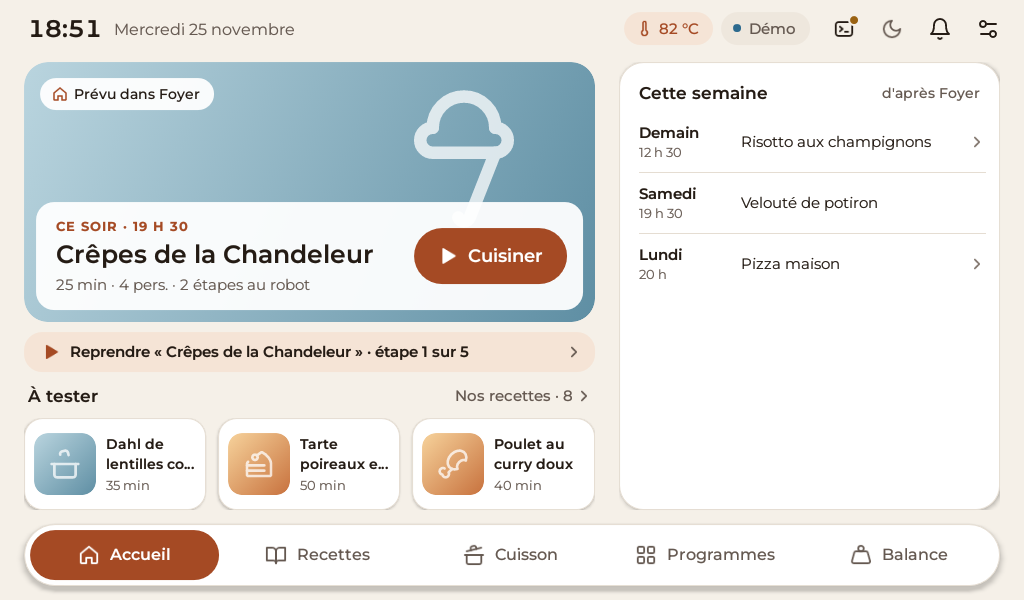 18:51
Mercredi 25 novembre
82 °C
Démo
Prévu dans Foyer
CE SOIR · 19 H 30
Crêpes de la Chandeleur
25 min · 4 pers. · 2 étapes au robot
Cuisiner
Reprendre « Crêpes de la Chandeleur » · étape 1 sur 5
À tester
Nos recettes · 8
Dahl de
lentilles co...
35 min
Tarte
poireaux e...
50 min
Poulet au
curry doux
40 min
Cette semaine
d'après Foyer
Demain
12 h 30
Risotto aux champignons
Samedi
19 h 30
Velouté de potiron
Lundi
20 h
Pizza maison
Accueil
Recettes
Cuisson
Programmes
Balance